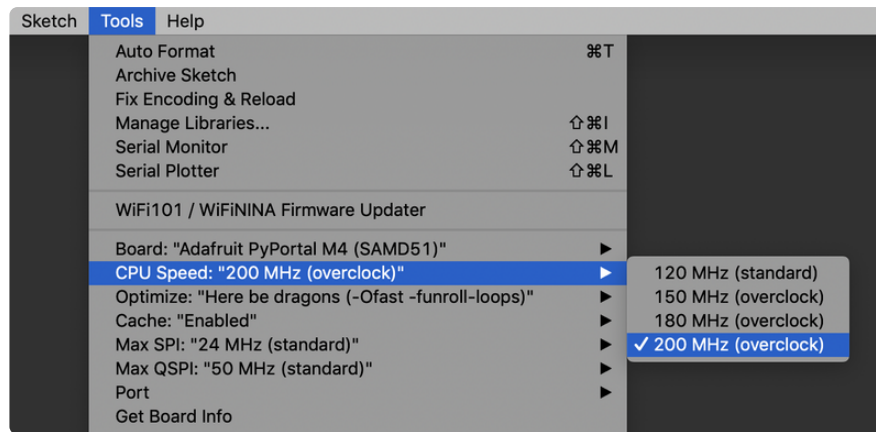 Sketch Tools Help
Auto Format ⌘T
Archive Sketch
Fix Encoding & Reload
Manage Libraries... ⇧⌘I
Serial Monitor ⇧⌘M
Serial Plotter ⇧⌘L
WiFi101 / WiFiNINA Firmware Updater
Board: "Adafruit PyPortal M4 (SAMD51)" ▶
CPU Speed: "200 MHz (overclock)" ▶
Optimize: "Here be dragons (-Ofast -funroll-loops)" ▶
Cache: "Enabled" ▶
Max SPI: "24 MHz (standard)" ▶
Max QSPI: "50 MHz (standard)" ▶
Port ▶
Get Board Info
120 MHz (standard)
150 MHz (overclock)
180 MHz (overclock)
✓ 200 MHz (overclock)